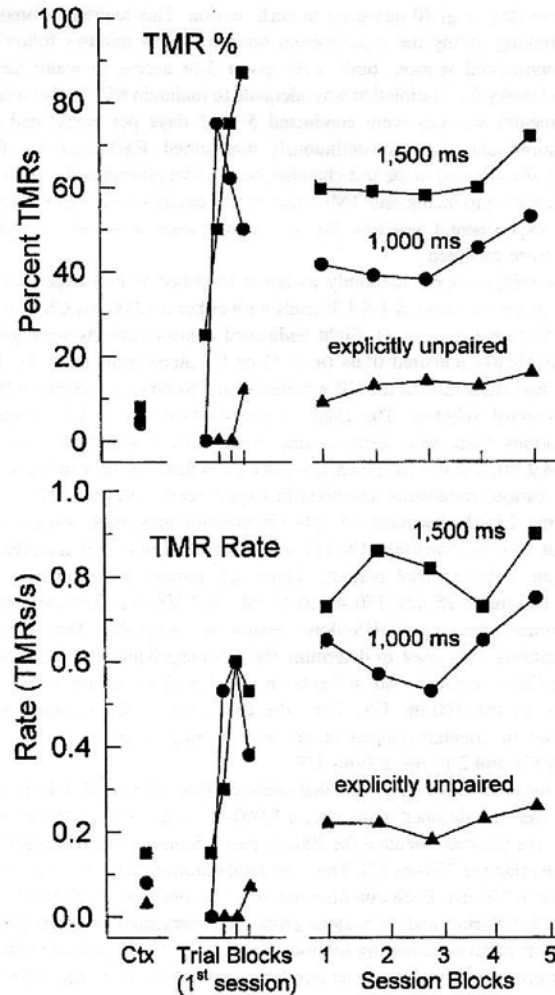 100
TMR %
80
60
40
20
0
Percent TMRs
1,500 ms
1,000 ms
explicitly unpaired
1.0
TMR Rate
0.8
0.6
0.4
0.2
0.0
Rate (TMRs/s)
1,500 ms
1,000 ms
explicitly unpaired
Ctx
Trial Blocks
(1st session)
1 2 3 4 5
Session Blocks